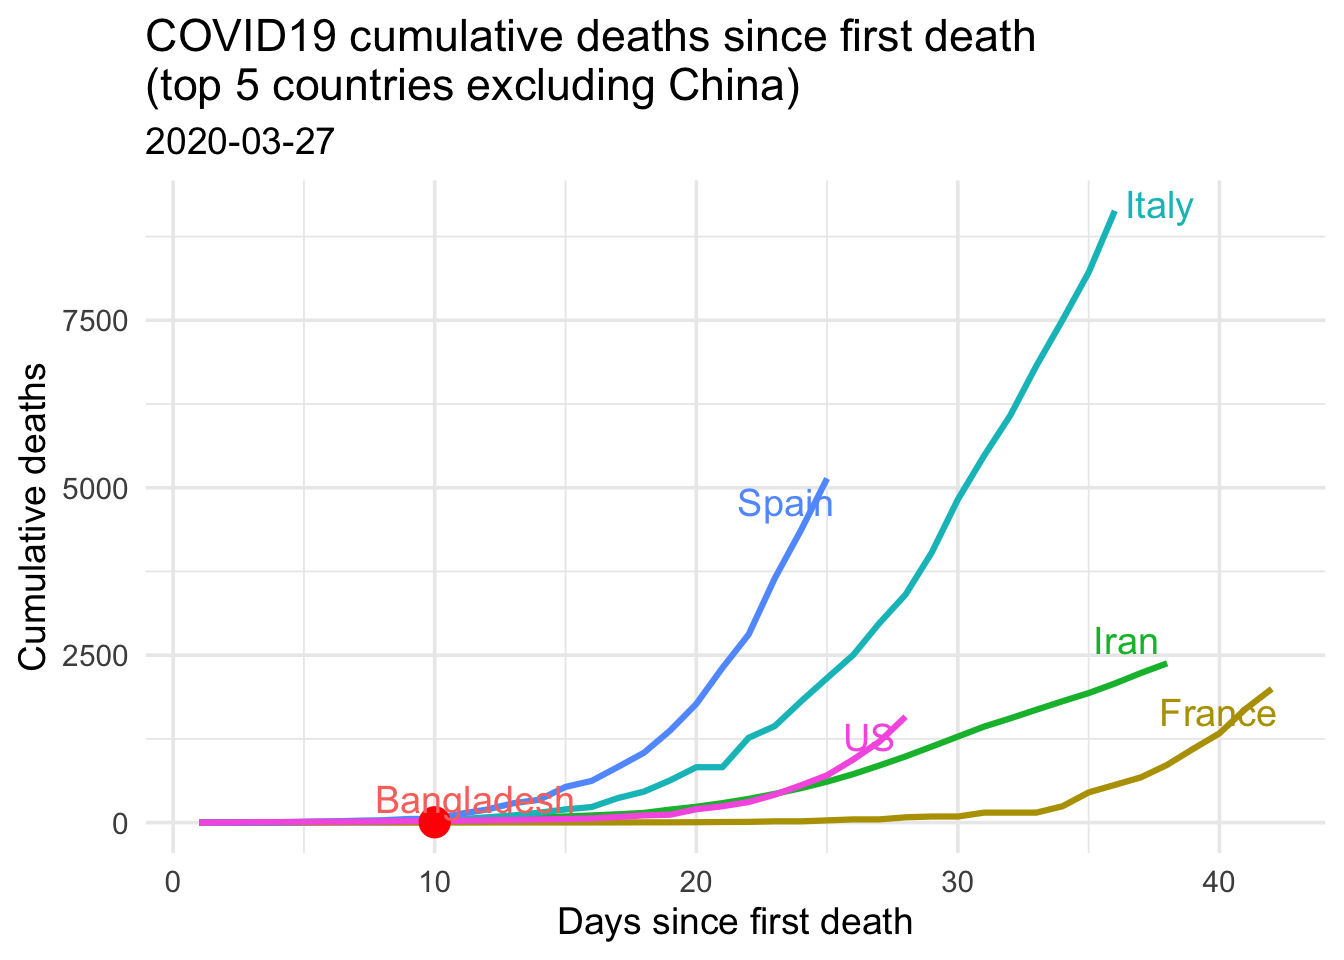 COVID19 cumulative deaths since first death
(top 5 countries excluding China)
2020-03-27
Cumulative deaths
7500
5000
2500
0
Italy
Spain
Iran
France
US
Bangladesh
0 10 20 30 40
Days since first death